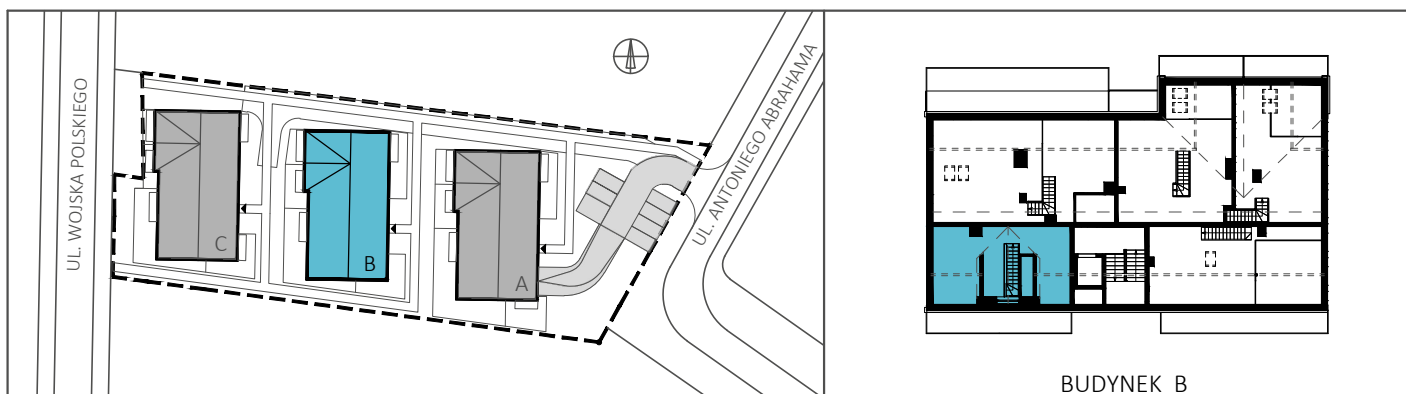 UL. WOJSKA POLSKIEGO
C
B
A
UL. ANTONIEGO ABRAHAMA
BUDYNEK B